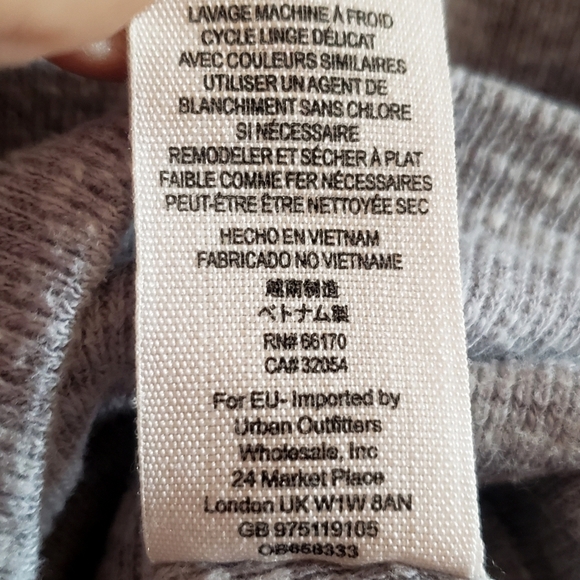 LAVAGE MACHINE À FROID
CYCLE LINGE DÉLICAT
AVEC COULEURS SIMILAIRES
UTILISER UN AGENT DE
BLANCHIMENT SANS CHLORE
SI NÉCESSAIRE
REMODELER ET SÉCHER À PLAT
FAIBLE COMME FER NÉCESSAIRES
PEUT-ÊTRE ÊTRE NETTOYÉE SEC
HECHO EN VIETNAM
FABRICADO NO VIETNAME
越南制造
ベトナム製
RN# 66170
CA# 32054
For EU- Imported by
Urban Outfitters
Wholesale, Inc
24 Market Place
London UK W1W 8AN
GB 975119105
OB658333